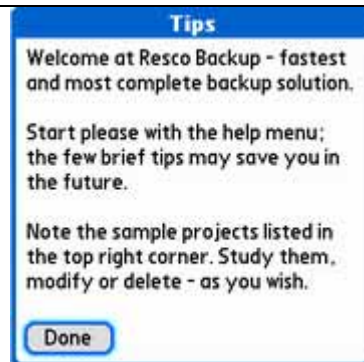 Tips
Welcome at Resco Backup - fastest
and most complete backup solution.
Start please with the help menu;
the few brief tips may save you in
the future.
Note the sample projects listed in
the top right corner. Study them,
modify or delete - as you wish.
Done